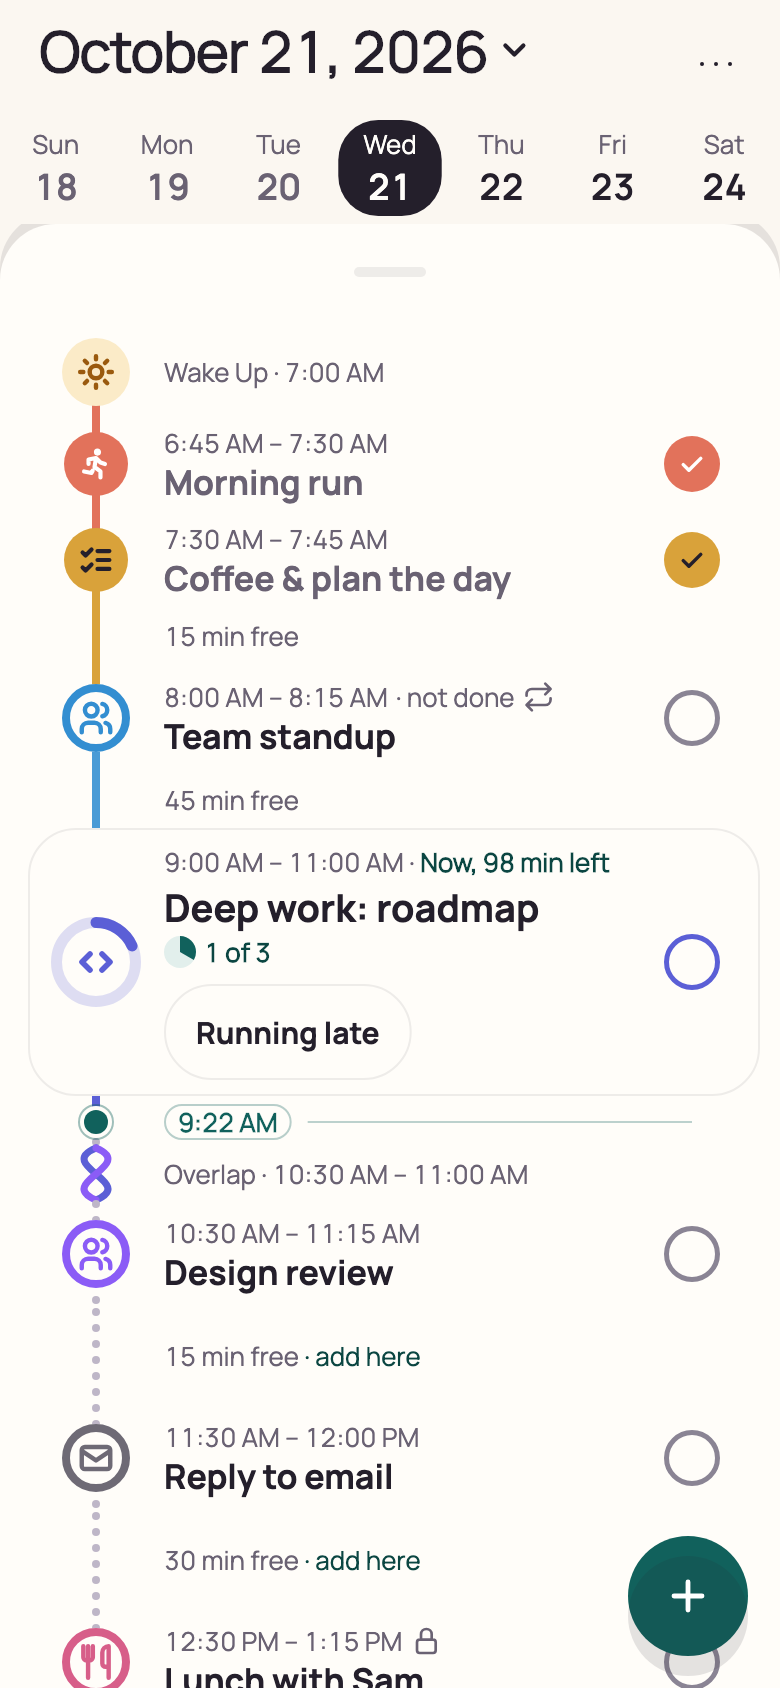 October 21, 2026
...
Sun Mon Tue Wed Thu Fri Sat
18 19 20 21 22 23 24
Wake Up · 7:00 AM
6:45 AM – 7:30 AM
Morning run
7:30 AM – 7:45 AM
Coffee & plan the day
15 min free
8:00 AM – 8:15 AM · not done
Team standup
45 min free
9:00 AM – 11:00 AM · Now, 98 min left
Deep work: roadmap
1 of 3
Running late
9:22 AM
Overlap · 10:30 AM – 11:00 AM
10:30 AM – 11:15 AM
Design review
15 min free · add here
11:30 AM – 12:00 PM
Reply to email
30 min free · add here
12:30 PM – 1:15 PM
Lunch with Sam